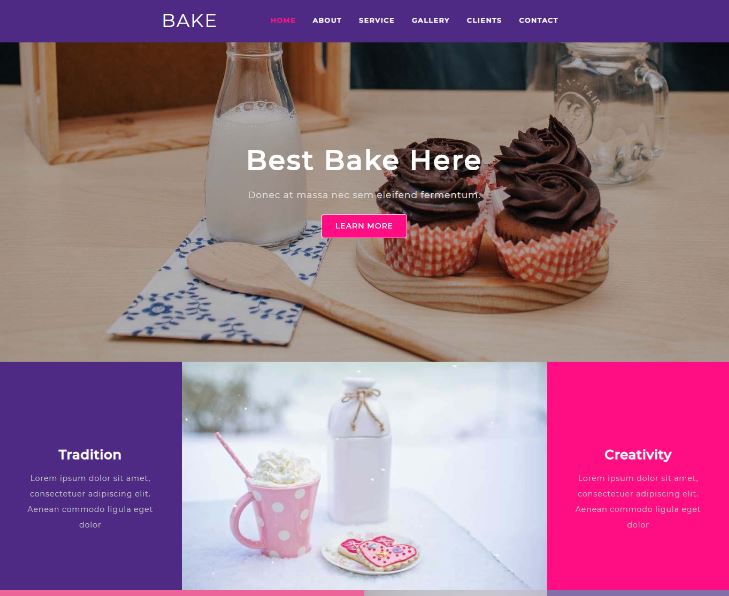 BAKE
HOME ABOUT SERVICE GALLERY CLIENTS CONTACT
Best Bake Here
Donec at massa nec sem eleifend fermentum.
LEARN MORE
Tradition
Lorem ipsum dolor sit amet,
consectetuer adipiscing elit.
Aenean commodo ligula eget
dolor
Creativity
Lorem ipsum dolor sit amet,
consectetuer adipiscing elit.
Aenean commodo ligula eget
dolor